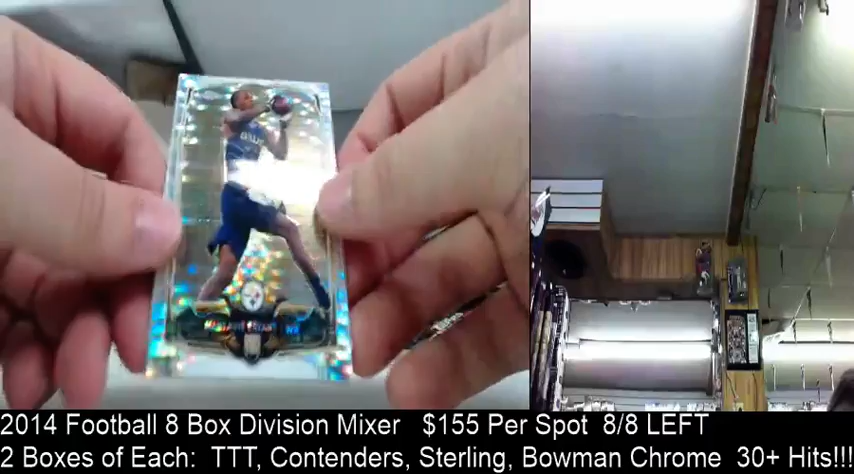 2014 Football 8 Box Division Mixer $155 Per Spot 8/8 LEFT
2 Boxes of Each: TTT, Contenders, Sterling, Bowman Chrome 30+ Hits!!!